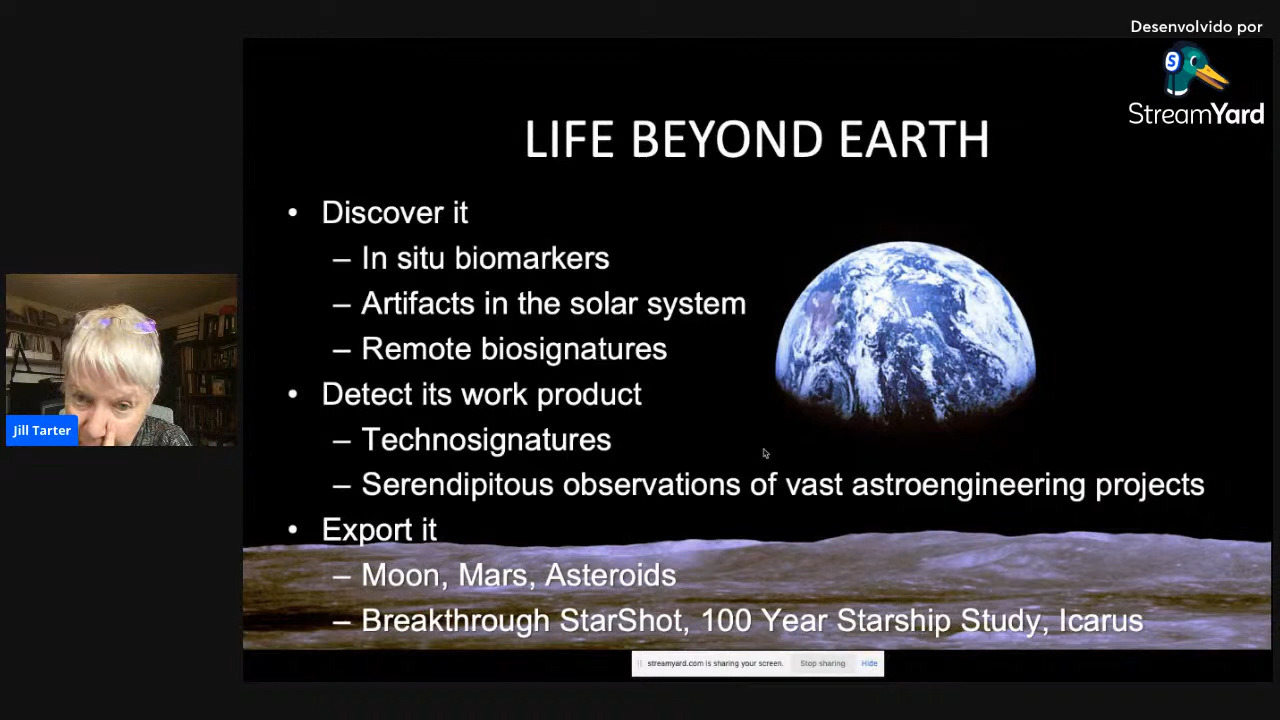 Desenvolvido por
StreamYard
LIFE BEYOND EARTH
• Discover it
– In situ biomarkers
– Artifacts in the solar system
– Remote biosignatures
• Detect its work product
– Technosignatures
– Serendipitous observations of vast astroengineering projects
• Export it
– Moon, Mars, Asteroids
– Breakthrough StarShot, 100 Year Starship Study, Icarus
Jill Tarter
streamyard.com is sharing your screen. Stop sharing Hide